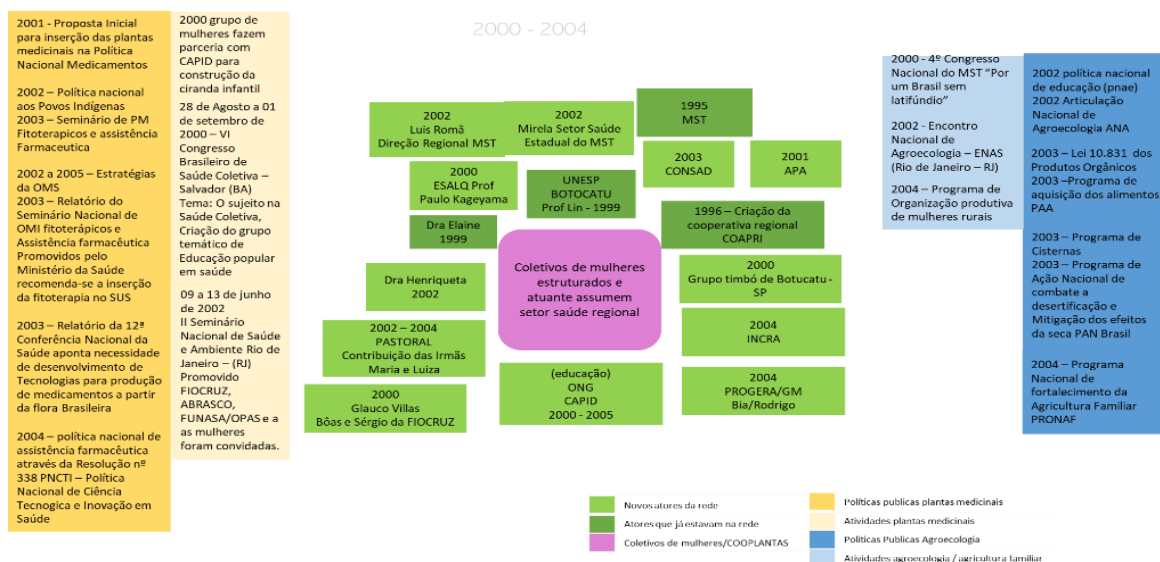 2000 - 2004
2001 - Proposta Inicial
para inserção das plantas
medicinais na Política
Nacional Medicamentos
2002 – Politica nacional
aos Povos Indígenas
2003 – Seminário de PM
Fitoterapicos e assistência
Farmaceutica
2002 a 2005 – Estratégias
da OMS
2003 – Relatório do
Seminário Nacional de
OMI fitoterápicos e
Assistência farmacêutica
Promovidos pelo
Ministério da Saúde
recomenda-se a inserção
da fitoterapia no SUS
2003 – Relatório da 12ª
Conferência Nacional da
Saúde aponta necessidade
de desenvolvimento de
Tecnologias para produção
de medicamentos a partir
da flora Brasileira
2004 – política nacional de
assistência farmacêutica
através da Resolução nº
338 PNCTI – Política
Nacional de Ciência
Tecnogica e Inovação em
Saúde
2000 grupo de
mulheres fazem
parceria com
CAPID para
construção da
ciranda infantil
28 de Agosto a 01
de setembro de
2000 – VI
Congresso
Brasileiro de
Saúde Coletiva –
Salvador (BA)
Tema: O sujeito na
Saúde Coletiva,
Criação do grupo
temático de
Educação popular
em saúde
09 a 13 de junho
de 2002
II Seminário
Nacional de Saúde
e Ambiente Rio de
Janeiro – (RJ)
Promovido
FIOCRUZ,
ABRASCO,
FUNASA/OPAS e a
as mulheres
foram convidadas.
2002
Luis Romã
Direção Regional MST
2002
Mirela Setor Saúde
Estadual do MST
1995
MST
2000
ESALQ Prof
Paulo Kageyama
UNESP
BOTOCATU
Prof Lin - 1999
2003
CONSAD
2001
APA
Dra Elaine
1999
1996 – Criação da
cooperativa regional
COAPRI
Dra Henriqueta
2002
Coletivos de mulheres
estruturados e
atuante assumem
setor saúde regional
2000
Grupo timbó de Botucatu -
SP
2002 – 2004
PASTORAL
Contribuição das Irmãs
Maria e Luiza
2004
INCRA
2000
Glauco Villas
Bôas e Sérgio da FIOCRUZ
(educação)
ONG
CAPID
2000 - 2005
2004
PROGERA/GM
Bia/Rodrigo
2000 - 4º Congresso
Nacional do MST "Por
um Brasil sem
latifúndio"
2002 - Encontro
Nacional de
Agroecologia – ENAS
(Rio de Janeiro – RJ)
2004 – Programa de
Organização produtiva
de mulheres rurais
2002 política nacional
de educação (pnae)
2002 Articulação
Nacional de
Agroecologia ANA
2003 – Lei 10.831 dos
Produtos Orgânicos
2003 –Programa de
aquisição dos alimentos
PAA
2003 – Programa de
Cisternas
2003 – Programa de
Ação Nacional de
combate a
desertificação e
Mitigação dos efeitos
da seca PAN Brasil
2004 – Programa
Nacional de
fortalecimento da
Agricultura Familiar
PRONAF
Novos atores da rede
Atores que já estavam na rede
Coletivos de mulheres/COOPLANTAS
Políticas publicas plantas medicinais
Atividades plantas medicinais
Politicas Publicas Agroecologia
Atividades agroecologia / agricultura familiar